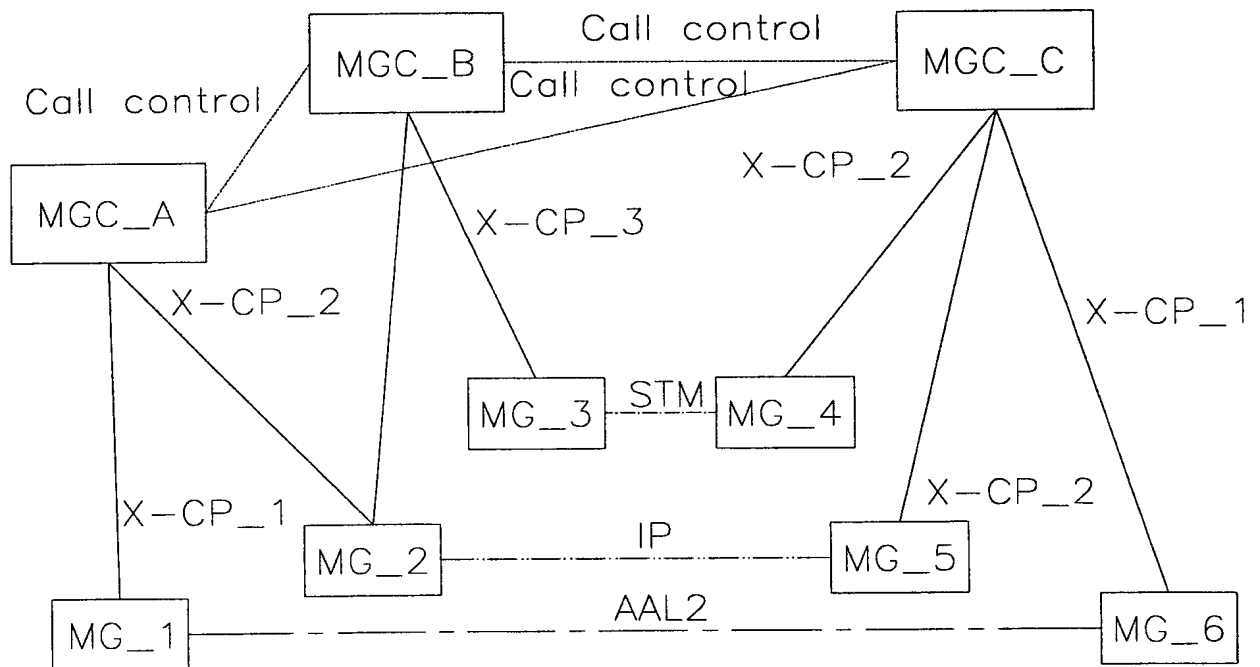 Call control
MGC_B
MGC_C
Call control
Call control
MGC_A
X-CP_2
X-CP_3
X-CP_2
X-CP_1
MG_3
STM
MG_4
X-CP_1
X-CP_2
MG_2
IP
MG_5
AAL2
MG_1
MG_6